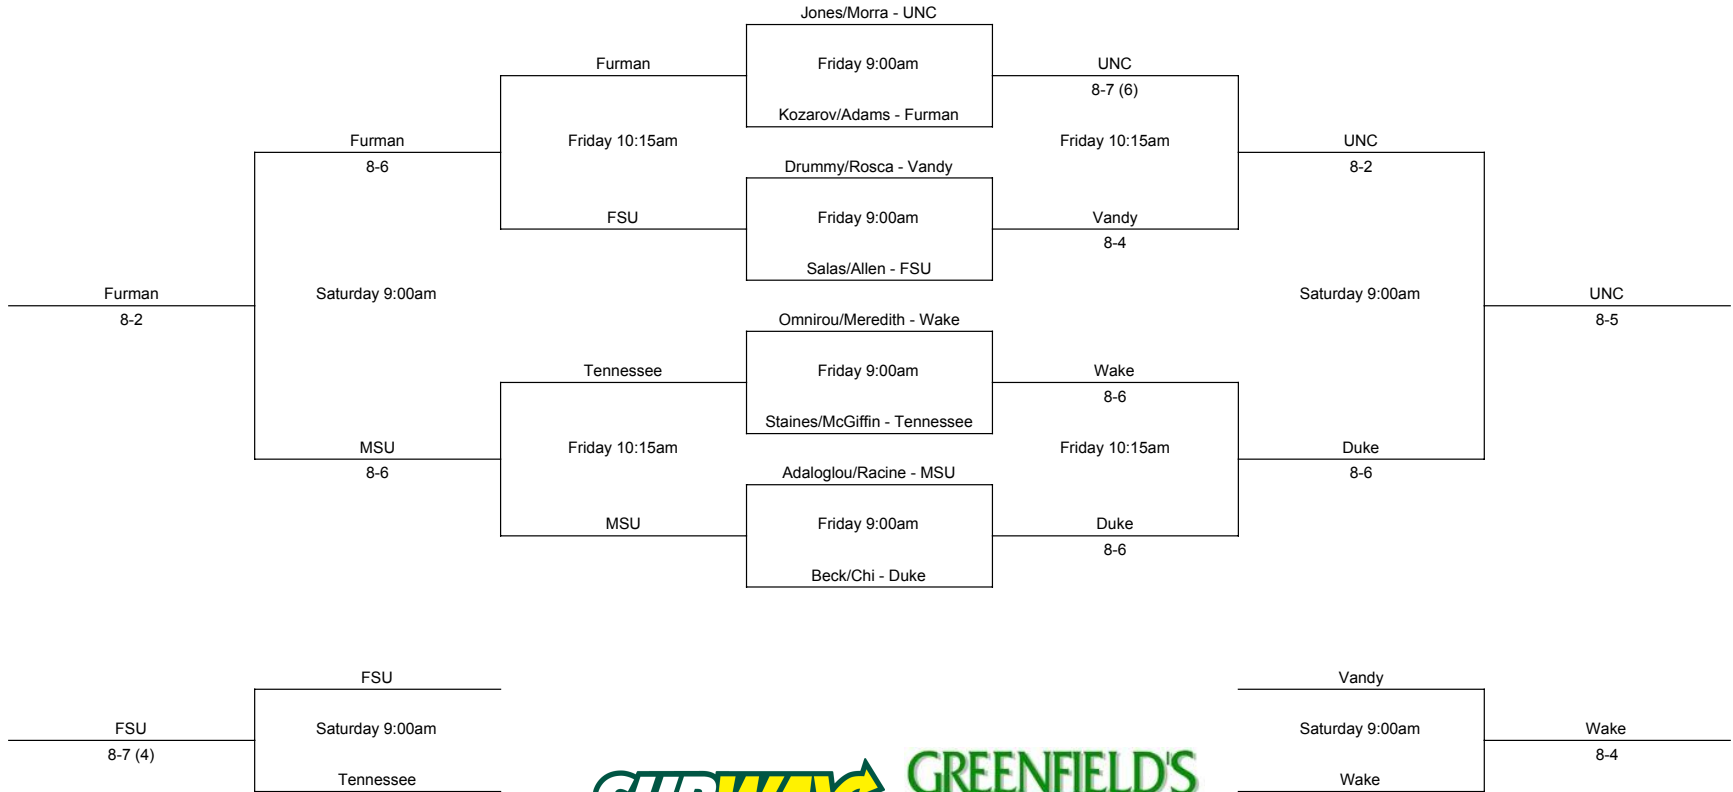 Jones/Morra - UNC
Furman
Friday 9:00am
UNC
8-7 (6)
Kozarov/Adams - Furman
Furman
Friday 10:15am
Friday 10:15am
UNC
8-6
Drummy/Rosca - Vandy
8-2
FSU
Friday 9:00am
Vandy
8-4
Salas/Allen - FSU
Furman
Saturday 9:00am
Saturday 9:00am
UNC
8-2
Omnirou/Meredith - Wake
8-5
Tennessee
Friday 9:00am
Wake
8-6
Staines/McGiffin - Tennessee
MSU
Friday 10:15am
Friday 10:15am
Duke
8-6
Adaloglou/Racine - MSU
8-6
MSU
Friday 9:00am
Duke
8-6
Beck/Chi - Duke
FSU
Vandy
FSU
Saturday 9:00am
Saturday 9:00am
Wake
8-7 (4)
8-4
Tennessee
SUBWAY
GREENFIELD'S
Wake